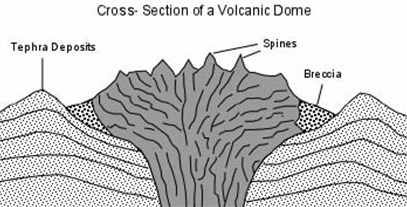 Cross- Section of a Volcanic Dome
Tephra Deposits
Spines
Breccia